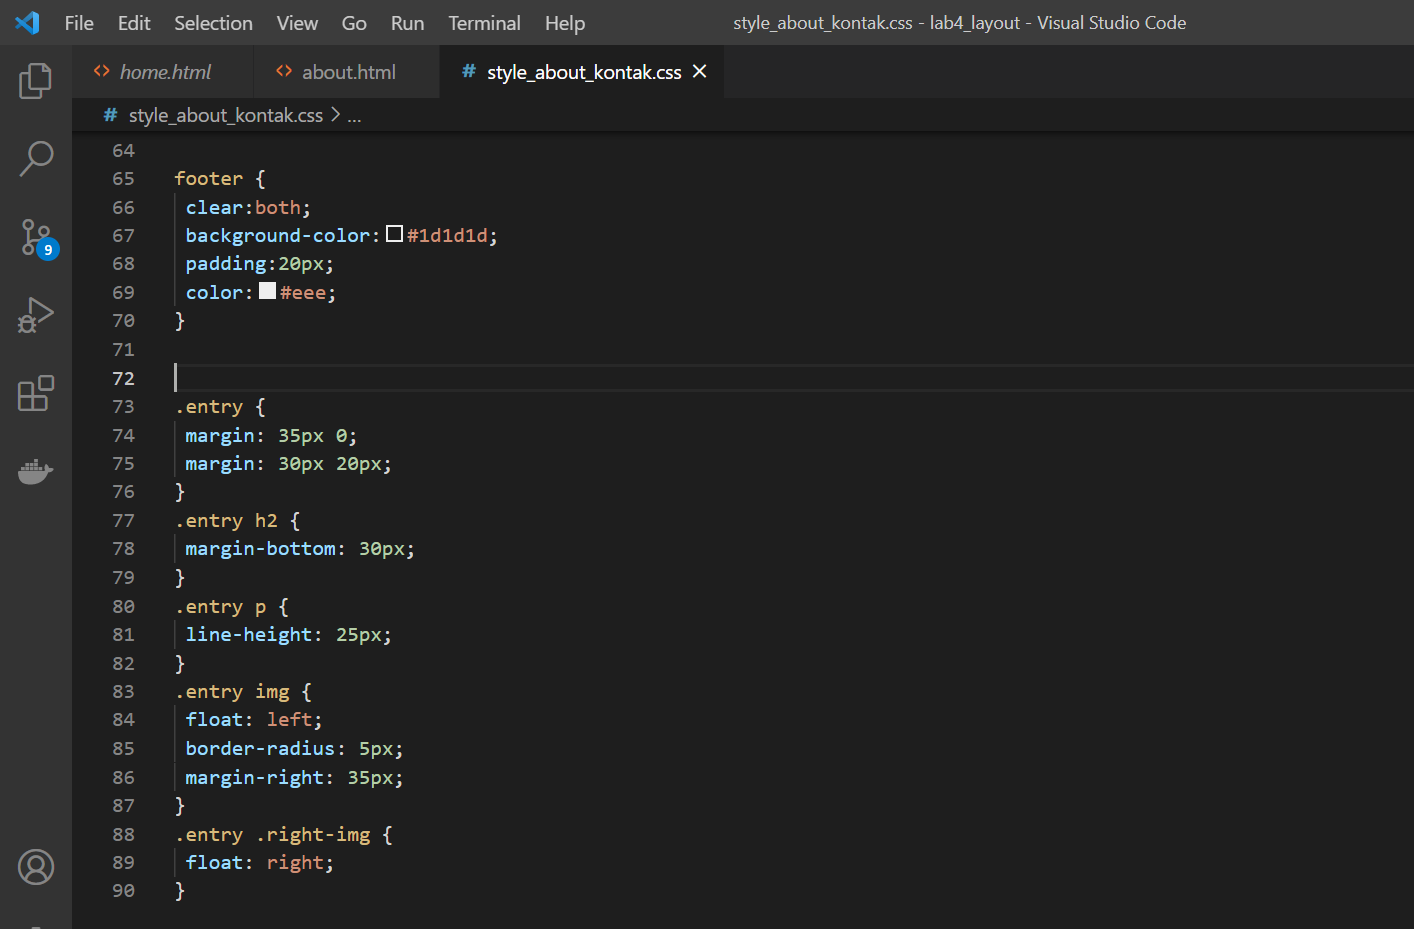 File Edit Selection View Go Run Terminal Help style_about_kontak.css - lab4_layout - Visual Studio Code
home.html about.html # style_about_kontak.css
# style_about_kontak.css > ...
64
65 footer {
66 clear:both;
67 background-color: #1d1d1d;
68 padding:20px;
69 color: #eee;
70 }
71
72
73 .entry {
74 margin: 35px 0;
75 margin: 30px 20px;
76 }
77 .entry h2 {
78 margin-bottom: 30px;
79 }
80 .entry p {
81 line-height: 25px;
82 }
83 .entry img {
84 float: left;
85 border-radius: 5px;
86 margin-right: 35px;
87 }
88 .entry .right-img {
89 float: right;
90 }
9